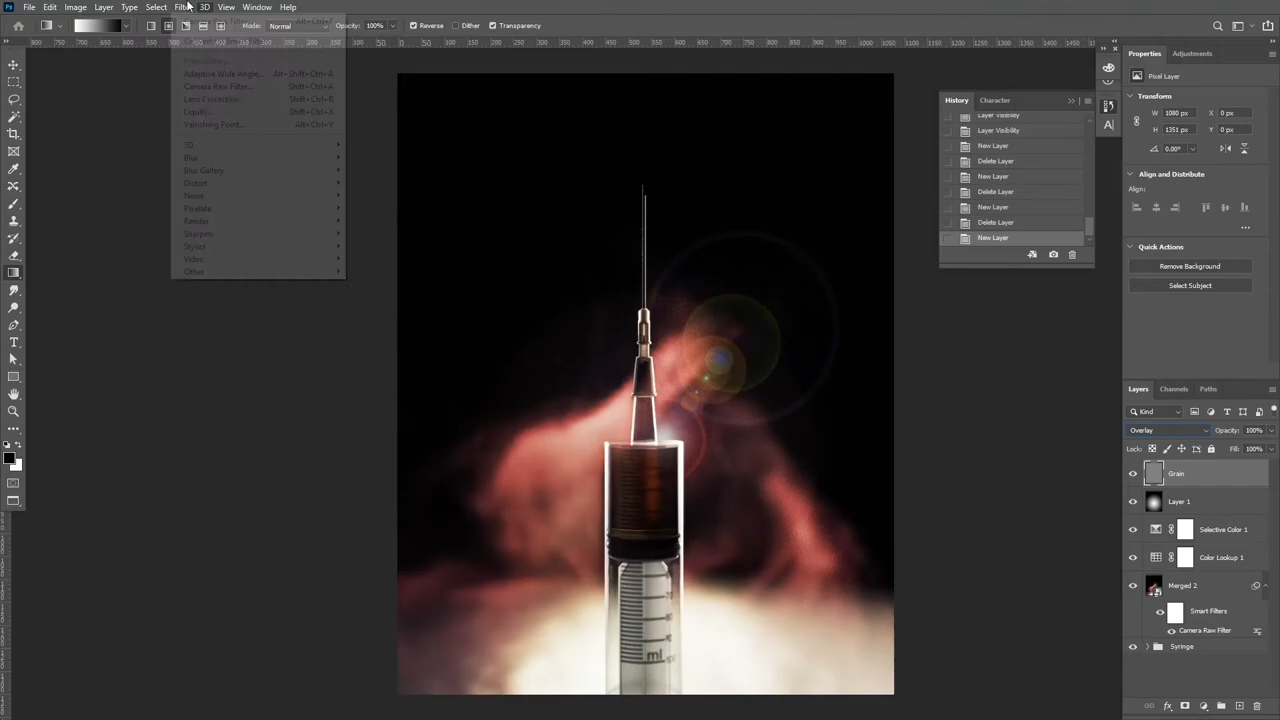 Ps File Edit Image Layer Type Select Filter 3D View Window Help
Mode: Normal Opacity: 100% Reverse Dither Transparency
Adaptive Wide Angle... Alt+Shift+Ctrl+A
Camera Raw Filter... Shift+Ctrl+A
Lens Correction... Shift+Ctrl+R
Liquify... Shift+Ctrl+X
Vanishing Point... Alt+Ctrl+V
3D
Blur
Blur Gallery
Distort
Noise
Pixelate
Render
Sharpen
Stylize
Video
Other
ml
History Character
Layer Visibility
Layer Visibility
New Layer
Delete Layer
New Layer
Delete Layer
New Layer
Delete Layer
New Layer
Properties Adjustments
Pixel Layer
Transform
W 1080 px X 0 px
H 1351 px Y 0 px
0.00°
Align and Distribute
Align:
Quick Actions
Remove Background
Select Subject
Layers Channels Paths
Kind
Overlay Opacity: 100%
Lock: Fill: 100%
Grain
Layer 1
Selective Color 1
Color Lookup 1
Merged 2
Smart Filters
Camera Raw Filter
Syringe